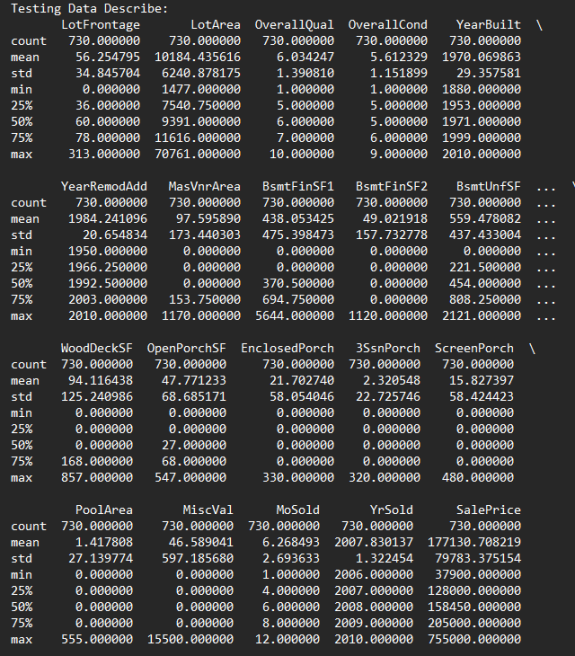 Testing Data Describe:
LotFrontage LotArea OverallQual OverallCond YearBuilt \
count 730.000000 730.000000 730.000000 730.000000 730.000000
mean 56.254795 10184.435616 6.034247 5.612329 1970.069863
std 34.845704 6240.878175 1.390810 1.151899 29.357581
min 0.000000 1477.000000 1.000000 1.000000 1880.000000
25% 36.000000 7540.750000 5.000000 5.000000 1953.000000
50% 60.000000 9391.000000 6.000000 5.000000 1971.000000
75% 78.000000 11616.000000 7.000000 6.000000 1999.000000
max 313.000000 70761.000000 10.000000 9.000000 2010.000000
YearRemodAdd MasVnrArea BsmtFinSF1 BsmtFinSF2 BsmtUnfSF ... \
count 730.000000 730.000000 730.000000 730.000000 730.000000 ...
mean 1984.241096 97.595890 438.053425 49.021918 559.478082 ...
std 20.654834 173.440303 475.398473 157.732778 437.433004 ...
min 1950.000000 0.000000 0.000000 0.000000 0.000000 ...
25% 1966.250000 0.000000 0.000000 0.000000 221.500000 ...
50% 1992.500000 0.000000 370.500000 0.000000 454.000000 ...
75% 2003.000000 153.750000 694.750000 0.000000 808.250000 ...
max 2010.000000 1170.000000 5644.000000 1120.000000 2121.000000 ...
WoodDeckSF OpenPorchSF EnclosedPorch 3SsnPorch ScreenPorch \
count 730.000000 730.000000 730.000000 730.000000 730.000000
mean 94.116438 47.771233 21.702740 2.320548 15.827397
std 125.240986 68.685171 58.054046 22.725746 58.424423
min 0.000000 0.000000 0.000000 0.000000 0.000000
25% 0.000000 0.000000 0.000000 0.000000 0.000000
50% 0.000000 27.000000 0.000000 0.000000 0.000000
75% 168.000000 68.000000 0.000000 0.000000 0.000000
max 857.000000 547.000000 330.000000 320.000000 480.000000
PoolArea MiscVal MoSold YrSold SalePrice
count 730.000000 730.000000 730.000000 730.000000 730.000000
mean 1.417808 46.589041 6.268493 2007.830137 177130.708219
std 27.139774 597.185680 2.693633 1.322454 79783.375154
min 0.000000 0.000000 1.000000 2006.000000 37900.000000
25% 0.000000 0.000000 4.000000 2007.000000 128000.000000
50% 0.000000 0.000000 6.000000 2008.000000 158450.000000
75% 0.000000 0.000000 8.000000 2009.000000 205000.000000
max 555.000000 15500.000000 12.000000 2010.000000 755000.000000